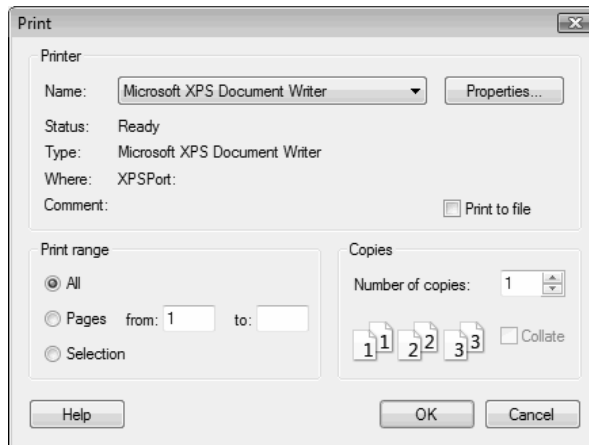 Print
Printer
Name: Microsoft XPS Document Writer Properties...
Status: Ready
Type: Microsoft XPS Document Writer
Where: XPSPort:
Comment: Print to file
Print range
All
Pages from: 1 to:
Selection
Copies
Number of copies: 1
1 1 2 2 3 3 Collate
Help OK Cancel